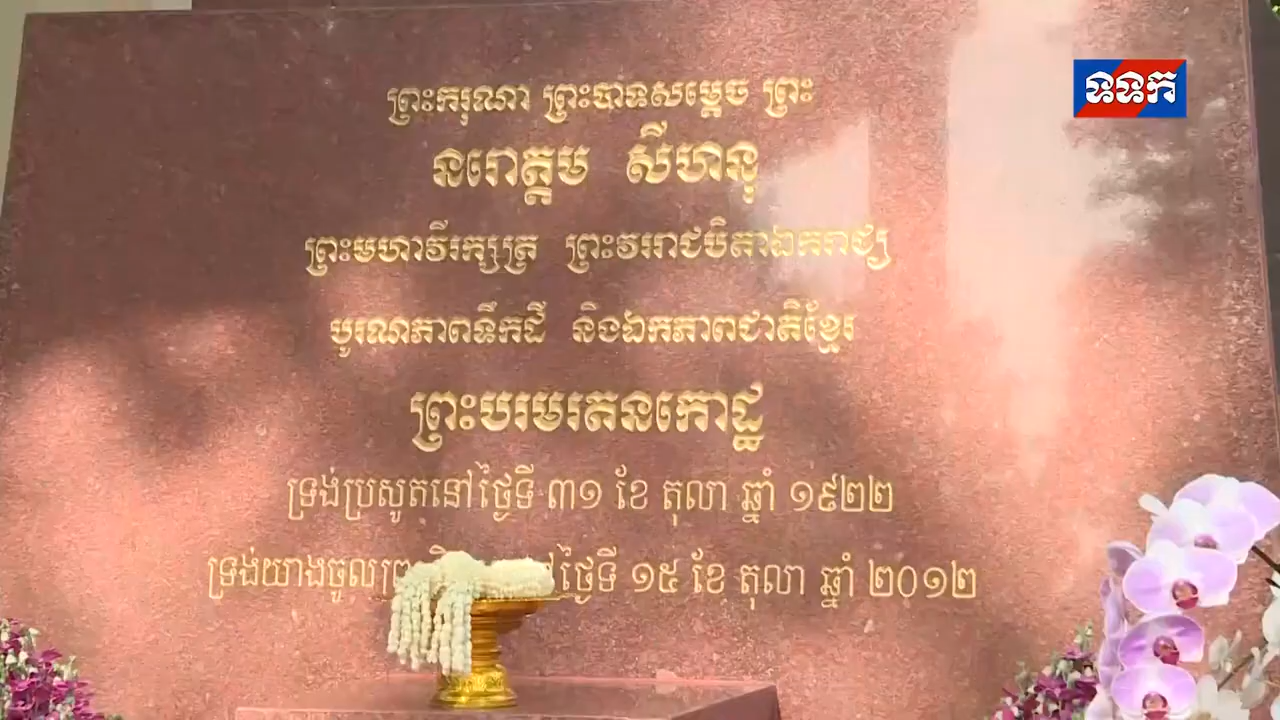 ទទក
ព្រះករុណា ព្រះបាទសម្តេច ព្រះ
នរោត្តម សីហនុ
ព្រះមហាវីរក្សត្រ ព្រះវររាជបិតាឯករាជ្យ
បូរណភាពទឹកដី និងឯកភាពជាតិខ្មែរ
ព្រះបរមរតនកោដ្ឋ
ទ្រង់ប្រសូតនៅថ្ងៃទី ៣១ ខែ តុលា ឆ្នាំ ១៩២២
ទ្រង់យាងចូល ថ្ងៃទី ១៥ ខែ តុលា ឆ្នាំ ២០១២